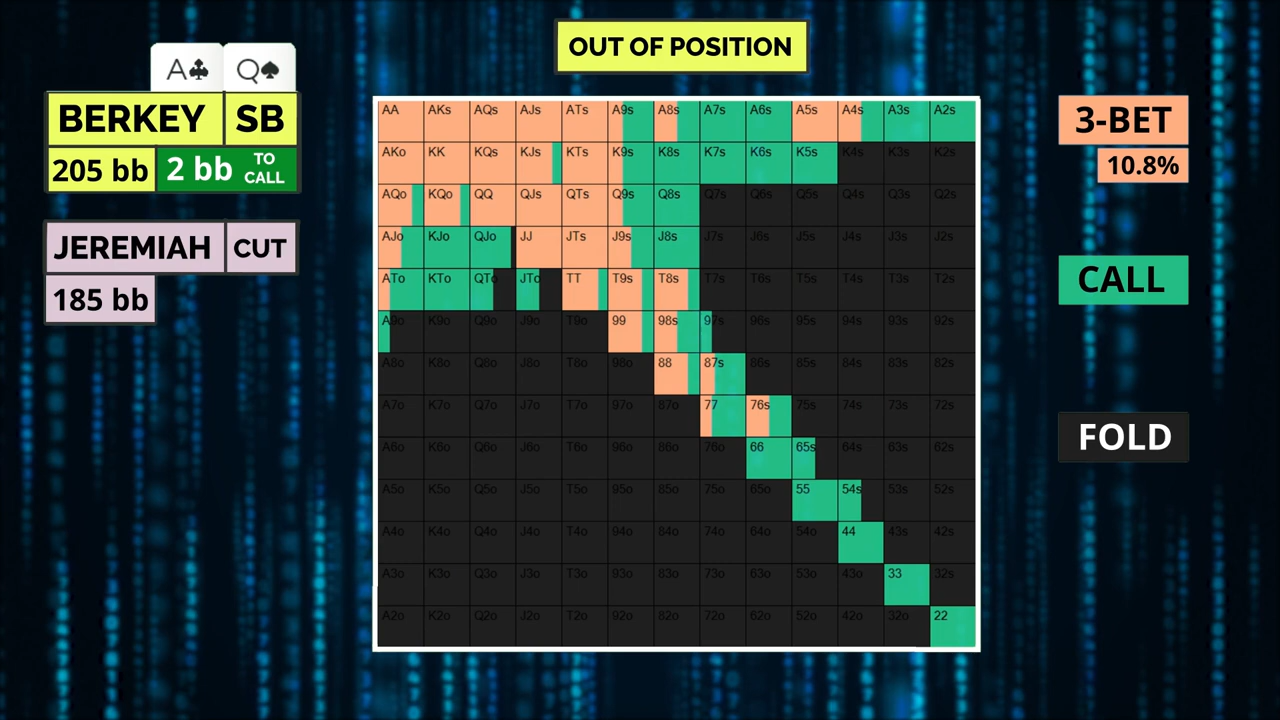 OUT OF POSITION
A♣ Q♠
BERKEY SB
205 bb 2 bb TO CALL
JEREMIAH CUT
185 bb
AA AKs AQs AJs ATs A9s A8s A7s A6s A5s A4s A3s A2s
AKo KK KQs KJs KTs K9s K8s K7s K6s K5s K4s K3s K2s
AQo KQo QQ QJs QTs Q9s Q8s Q7s Q6s Q5s Q4s Q3s Q2s
AJo KJo QJo JJ JTs J9s J8s J7s J6s J5s J4s J3s J2s
ATo KTo QTo JTo TT T9s T8s T7s T6s T5s T4s T3s T2s
A9o K9o Q9o J9o T9o 99 98s 97s 96s 95s 94s 93s 92s
A8o K8o Q8o J8o T8o 98o 88 87s 86s 85s 84s 83s 82s
A7o K7o Q7o J7o T7o 97o 87o 77 76s 75s 74s 73s 72s
A6o K6o Q6o J6o T6o 96o 86o 76o 66 65s 64s 63s 62s
A5o K5o Q5o J5o T5o 95o 85o 75o 65o 55 54s 53s 52s
A4o K4o Q4o J4o T4o 94o 84o 74o 64o 54o 44 43s 42s
A3o K3o Q3o J3o T3o 93o 83o 73o 63o 53o 43o 33 32s
A2o K2o Q2o J2o T2o 92o 82o 72o 62o 52o 42o 32o 22
3-BET
10.8%
CALL
FOLD